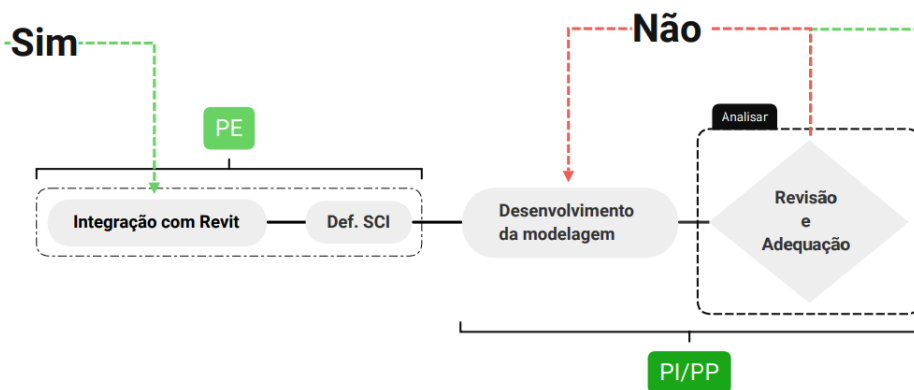 Sim
Não
PE
Analisar
Integração com Revit
Def. SCI
Desenvolvimento
da modelagem
Revisão
e
Adequação
PI/PP